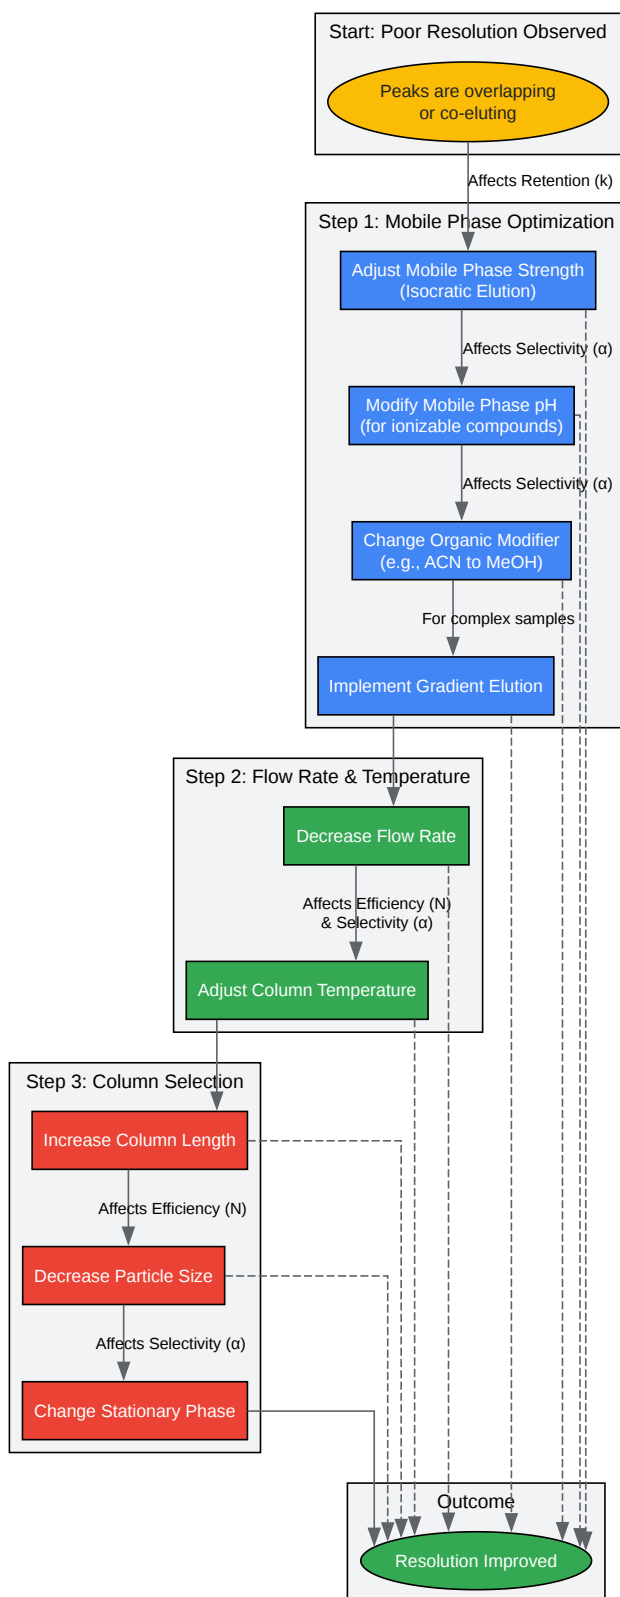 Start: Poor Resolution Observed
Peaks are overlapping
or co-eluting
Affects Retention (k)
Step 1: Mobile Phase Optimization
Adjust Mobile Phase Strength
(Isocratic Elution)
Affects Selectivity (α)
Modify Mobile Phase pH
(for ionizable compounds)
Affects Selectivity (α)
Change Organic Modifier
(e.g., ACN to MeOH)
For complex samples
Implement Gradient Elution
Step 2: Flow Rate & Temperature
Decrease Flow Rate
Affects Efficiency (N)
& Selectivity (α)
Adjust Column Temperature
Step 3: Column Selection
Increase Column Length
Affects Efficiency (N)
Decrease Particle Size
Affects Selectivity (α)
Change Stationary Phase
Outcome
Resolution Improved